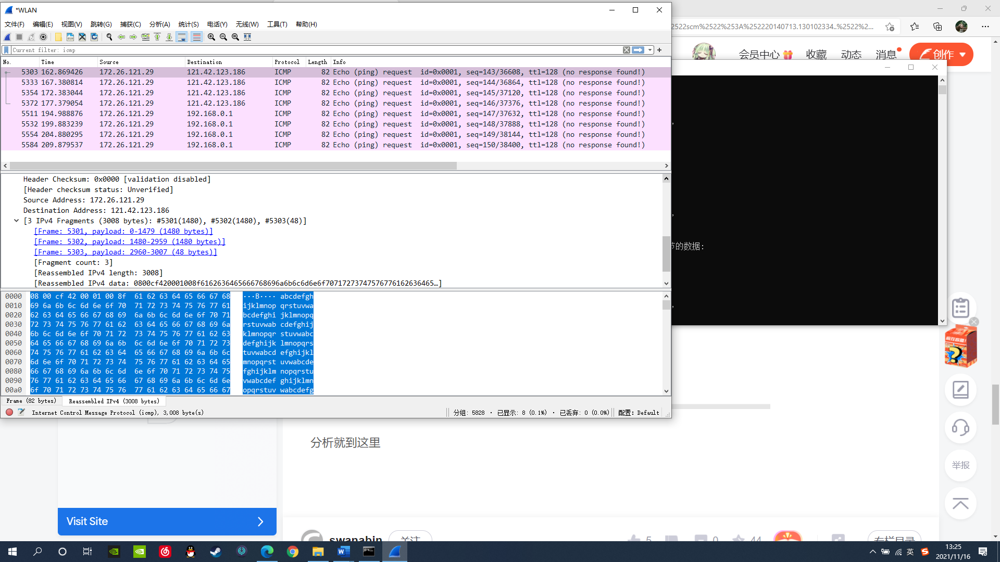 *WLAN
文件(F) 编辑(E) 视图(V) 跳转(G) 捕获(C) 分析(A) 统计(S) 电话(Y) 无线(W) 工具(T) 帮助(H)
Current filter: icmp
No. Time Source Destination Protocol Length Info
5303 162.869426 172.26.121.29 121.42.123.186 ICMP 82 Echo (ping) request id=0x0001, seq=143/36608, ttl=128 (no response found!)
5333 167.380814 172.26.121.29 121.42.123.186 ICMP 82 Echo (ping) request id=0x0001, seq=144/36864, ttl=128 (no response found!)
5354 172.383044 172.26.121.29 121.42.123.186 ICMP 82 Echo (ping) request id=0x0001, seq=145/37120, ttl=128 (no response found!)
5372 177.379054 172.26.121.29 121.42.123.186 ICMP 82 Echo (ping) request id=0x0001, seq=146/37376, ttl=128 (no response found!)
5511 194.988876 172.26.121.29 192.168.0.1 ICMP 82 Echo (ping) request id=0x0001, seq=147/37632, ttl=128 (no response found!)
5532 199.883239 172.26.121.29 192.168.0.1 ICMP 82 Echo (ping) request id=0x0001, seq=148/37888, ttl=128 (no response found!)
5554 204.880295 172.26.121.29 192.168.0.1 ICMP 82 Echo (ping) request id=0x0001, seq=149/38144, ttl=128 (no response found!)
5584 209.879537 172.26.121.29 192.168.0.1 ICMP 82 Echo (ping) request id=0x0001, seq=150/38400, ttl=128 (no response found!)
Header Checksum: 0x0000 [validation disabled]
[Header checksum status: Unverified]
Source Address: 172.26.121.29
Destination Address: 121.42.123.186
[3 IPv4 Fragments (3008 bytes): #5301(1480), #5302(1480), #5303(48)]
[Frame: 5301, payload: 0-1479 (1480 bytes)]
[Frame: 5302, payload: 1480-2959 (1480 bytes)]
[Frame: 5303, payload: 2960-3007 (48 bytes)]
[Fragment count: 3]
[Reassembled IPv4 length: 3008]
[Reassembled IPv4 data: 0800cf420001008f6162636465666768696a6b6c6d6e6f7071727374757677616263646​5…]
0000 08 00 cf 42 00 01 00 8f 61 62 63 64 65 66 67 68 ···B···· abcdefgh
0010 69 6a 6b 6c 6d 6e 6f 70 71 72 73 74 75 76 77 61 ijklmnop qrstuvwa
0020 62 63 64 65 66 67 68 69 6a 6b 6c 6d 6e 6f 70 71 bcdefghi jklmnopq
0030 72 73 74 75 76 77 61 62 63 64 65 66 67 68 69 6a rstuvwab cdefghij
0040 6b 6c 6d 6e 6f 70 71 72 73 74 75 76 77 61 62 63 klmnopqr stuvwabc
0050 64 65 66 67 68 69 6a 6b 6c 6d 6e 6f 70 71 72 73 defghijk lmnopqrs
0060 74 75 76 77 61 62 63 64 65 66 67 68 69 6a 6b 6c tuvwabcd efghijkl
0070 6d 6e 6f 70 71 72 73 74 75 76 77 61 62 63 64 65 mnopqrst uvwabcde
0080 66 67 68 69 6a 6b 6c 6d 6e 6f 70 71 72 73 74 75 fghijklm nopqrstu
0090 76 77 61 62 63 64 65 66 67 68 69 6a 6b 6c 6d 6e vwabcdef ghijklmn
00a0 6f 70 71 72 73 74 75 76 77 61 62 63 64 65 66 67 opqrstuv wabcdefg
Frame (82 bytes) Reassembled IPv4 (3008 bytes)
Internet Control Message Protocol (icmp), 3,008 byte(s) 分组: 5828 · 已显示: 8 (0.1%) · 已丢弃: 0 (0.0%) 配置: Default
2522scm%2522%253A%252220140713.130102334..%2522%2...
会员中心 收藏 动态 消息 创作
节的数据:
分析就到这里
举报
Visit Site
swanabin 关注 5 0 44 专栏目录
英 13:25
2021/11/16